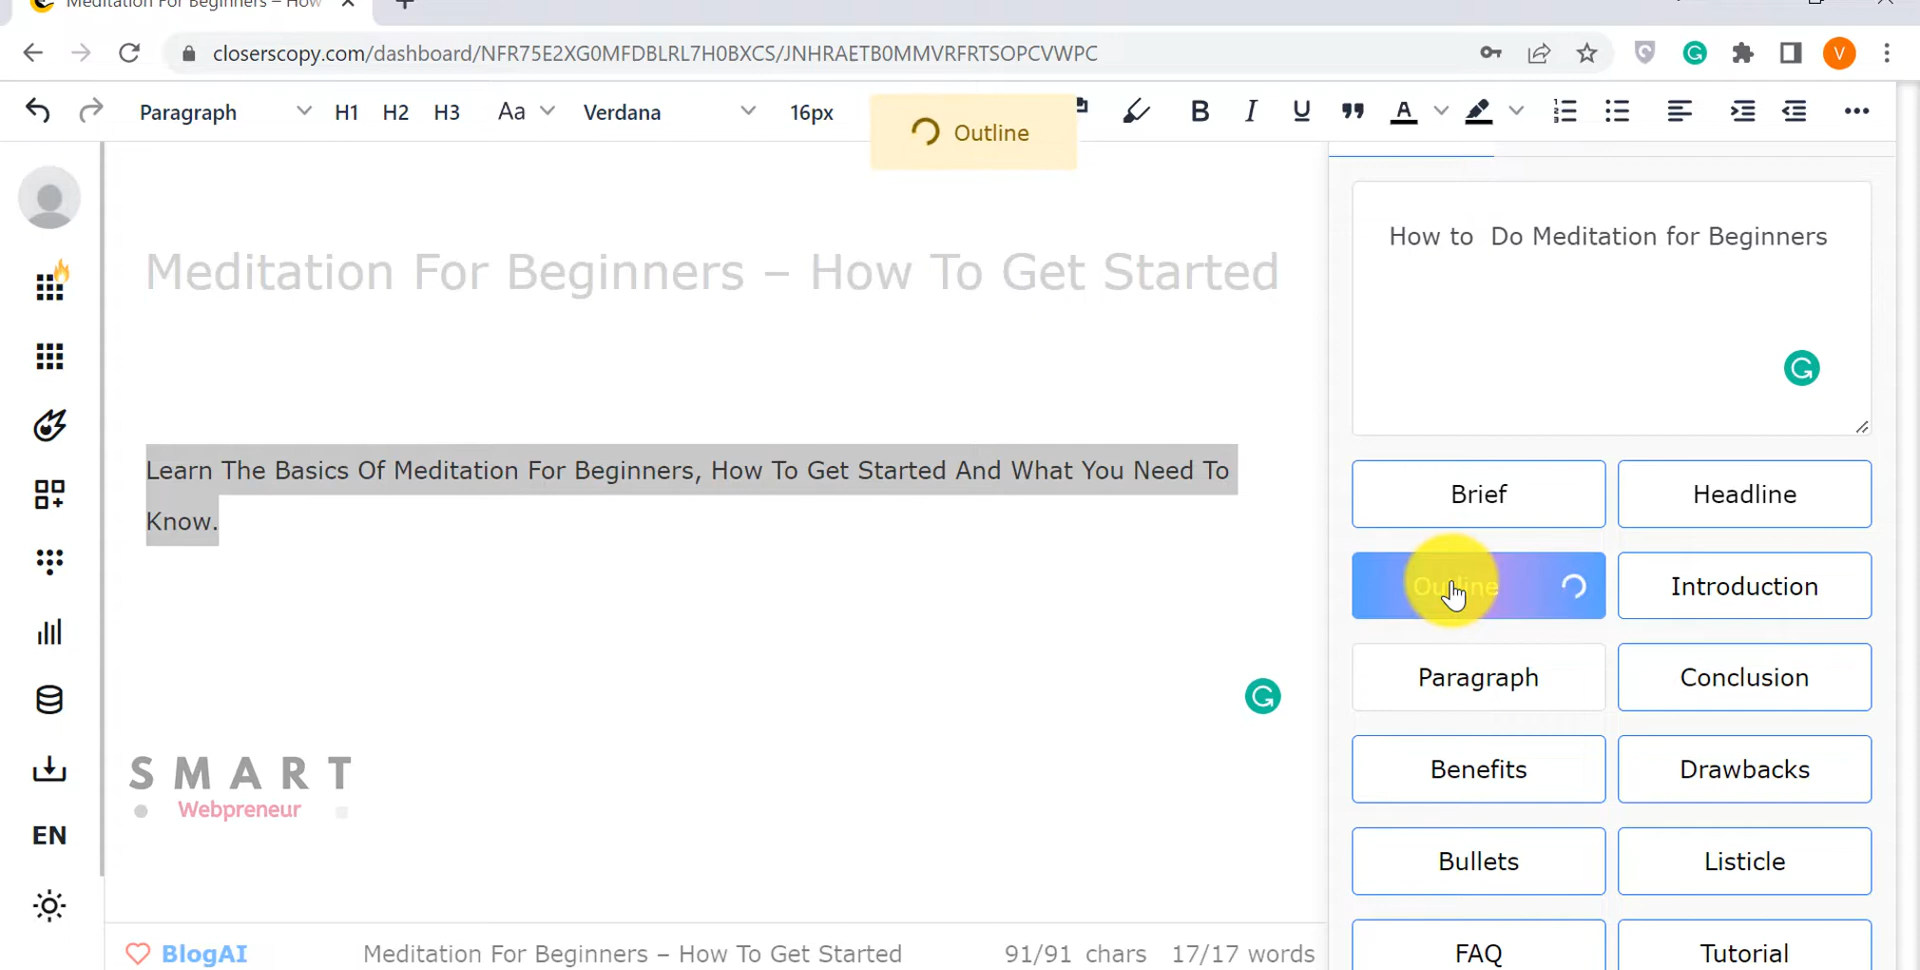 Meditation For Beginners – How
closerscopy.com/dashboard/NFR75E2XG0MFDBLRL7H0BXCS/JNHRAETB0MMVRFRTSOPCVWPC
V
Paragraph H1 H2 H3 Aa Verdana 16px B I U A
Outline
Meditation For Beginners – How To Get Started
How to  Do Meditation for Beginners
Learn The Basics Of Meditation For Beginners, How To Get Started And What You Need To
Know.
Brief
Headline
Outline
Introduction
Paragraph
Conclusion
Benefits
Drawbacks
Bullets
Listicle
FAQ
Tutorial
SMART
Webpreneur
EN
BlogAI Meditation For Beginners – How To Get Started 91/91 chars 17/17 words